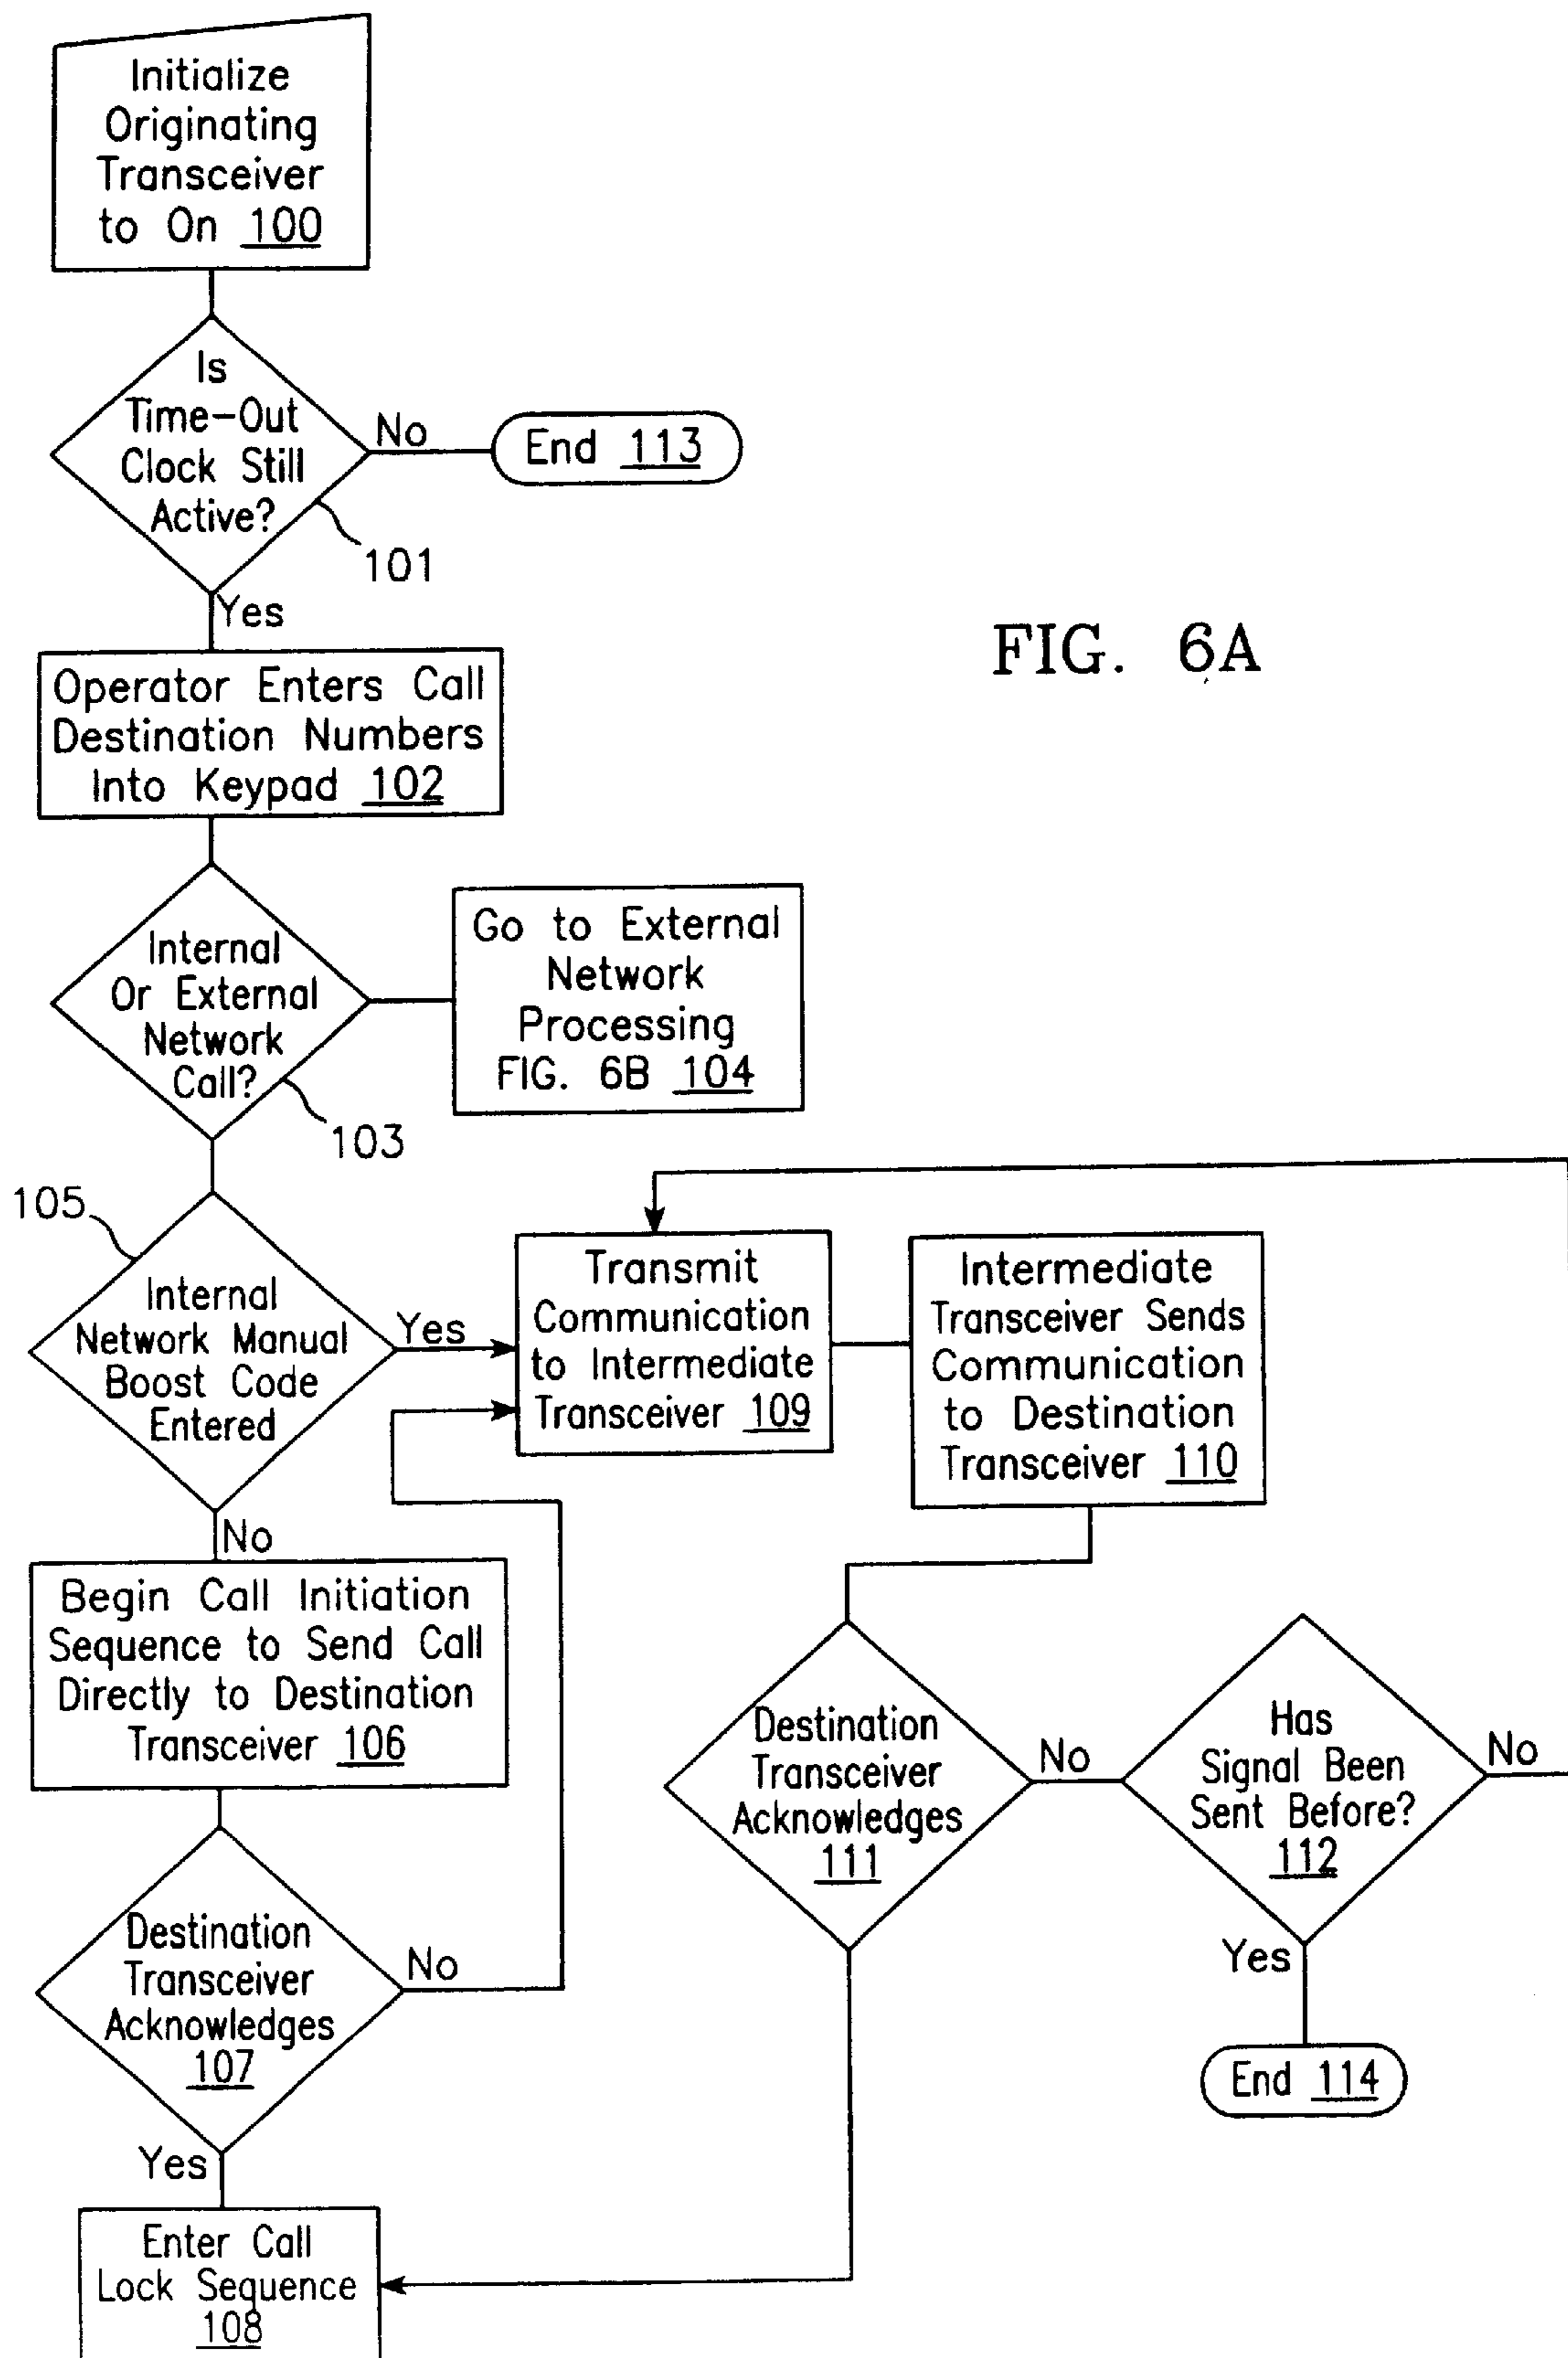 Initialize
Originating
Transceiver
to On 100
Is
Time-Out
Clock Still
Active?
No
End 113
101
Yes
FIG. 6A
Operator Enters Call
Destination Numbers
Into Keypad 102
Internal
Or External
Network
Call?
103
Go to External
Network
Processing
FIG. 6B 104
105
Internal
Network Manual
Boost Code
Entered
Yes
Transmit
Communication
to Intermediate
Transceiver 109
Intermediate
Transceiver Sends
Communication
to Destination
Transceiver 110
No
Begin Call Initiation
Sequence to Send Call
Directly to Destination
Transceiver 106
Destination
Transceiver
Acknowledges
111
No
Has
Signal Been
Sent Before?
112
No
Yes
End 114
Destination
Transceiver
Acknowledges
107
No
Yes
Enter Call
Lock Sequence
108